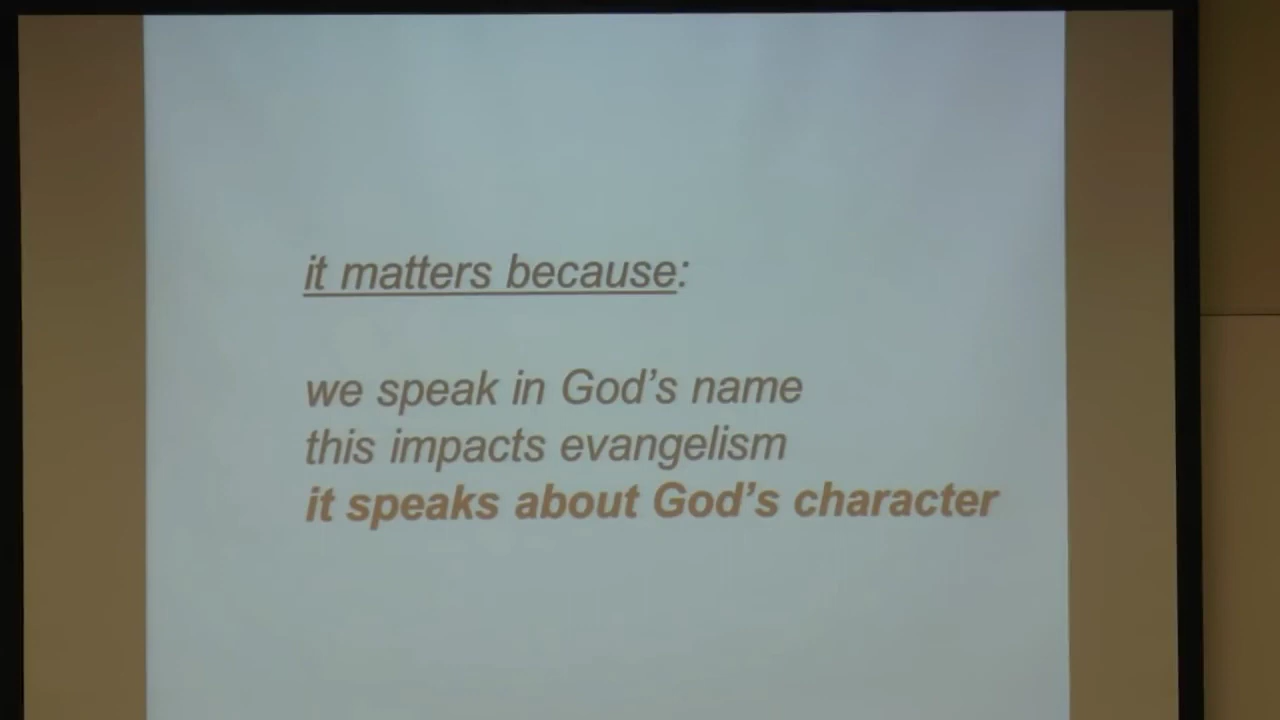 it matters because:
we speak in God’s name
this impacts evangelism
it speaks about God’s character